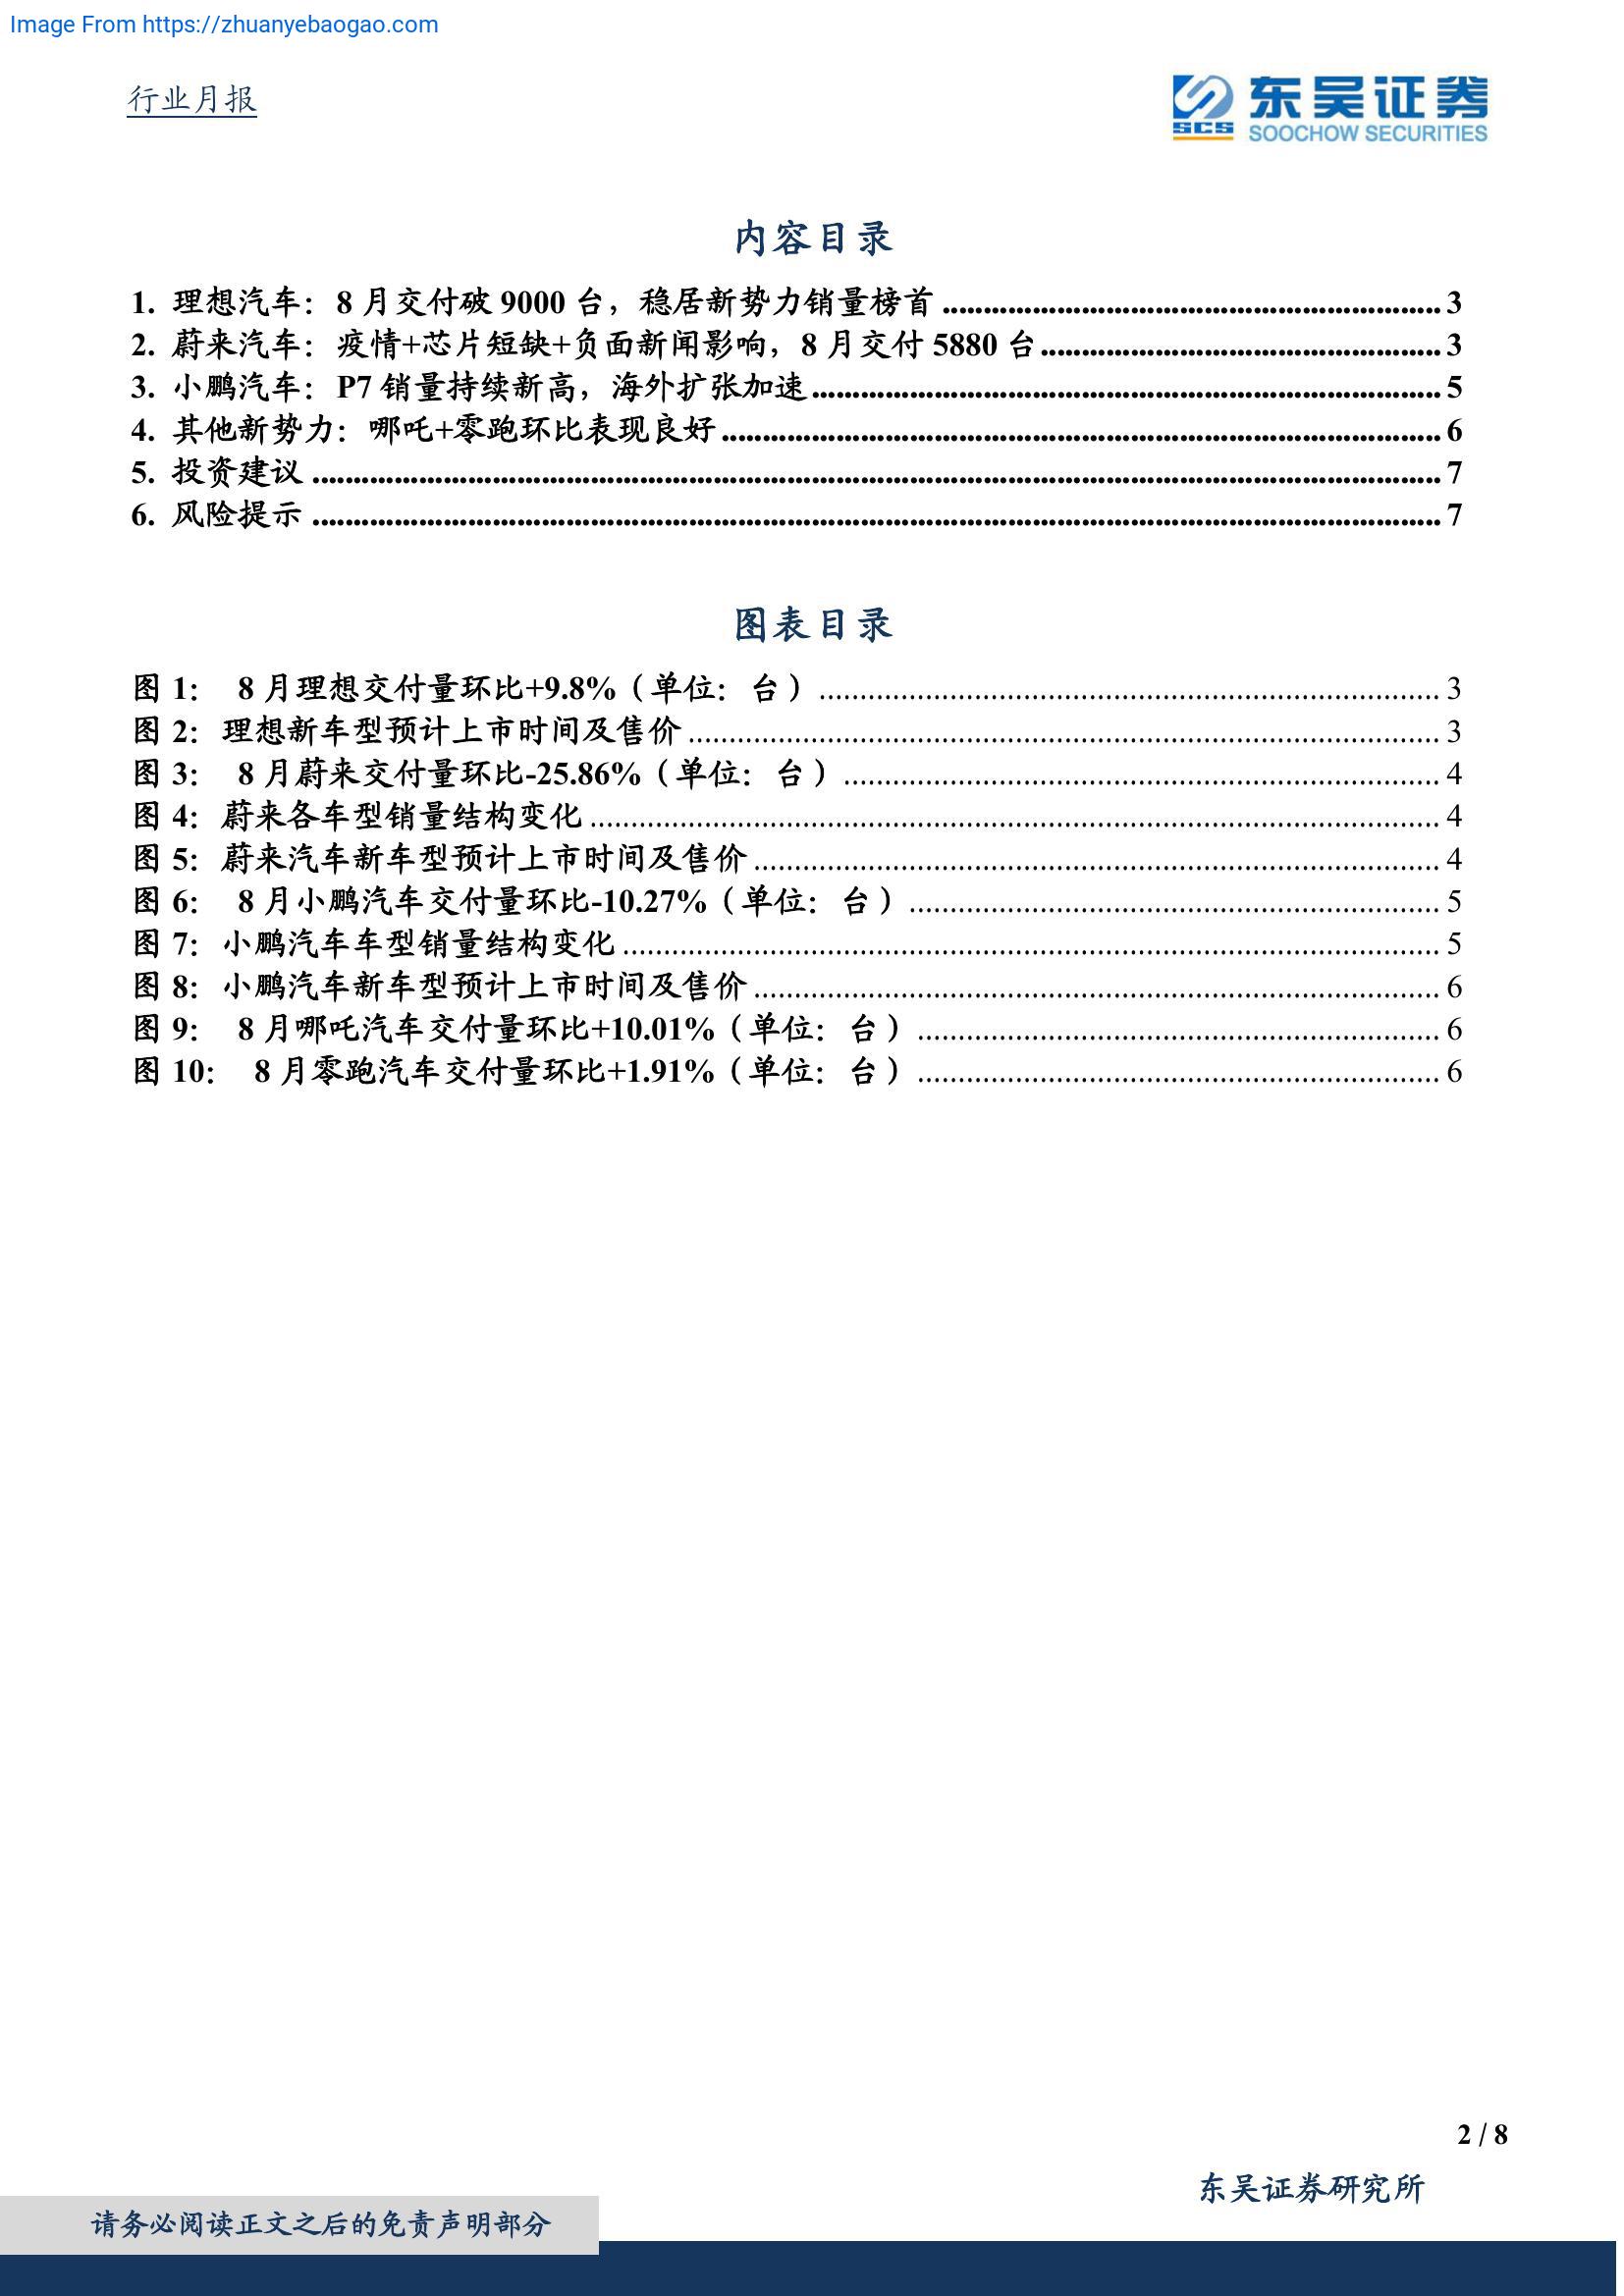 Image From https://zhuanyebaogao.com
行业月报
SCS 东吴证券
SOOCHOW SECURITIES
内容目录
1. 理想汽车：8 月交付破 9000 台，稳居新势力销量榜首 3
2. 蔚来汽车：疫情+芯片短缺+负面新闻影响，8 月交付 5880 台 3
3. 小鹏汽车：P7 销量持续新高，海外扩张加速 5
4. 其他新势力：哪吒+零跑环比表现良好 6
5. 投资建议 7
6. 风险提示 7
图表目录
图 1： 8 月理想交付量环比+9.8%（单位：台） 3
图 2：理想新车型预计上市时间及售价 3
图 3： 8 月蔚来交付量环比-25.86%（单位：台） 4
图 4：蔚来各车型销量结构变化 4
图 5：蔚来汽车新车型预计上市时间及售价 4
图 6： 8 月小鹏汽车交付量环比-10.27%（单位：台） 5
图 7：小鹏汽车车型销量结构变化 5
图 8：小鹏汽车新车型预计上市时间及售价 6
图 9： 8 月哪吒汽车交付量环比+10.01%（单位：台） 6
图 10： 8 月零跑汽车交付量环比+1.91%（单位：台） 6
2 / 8
东吴证券研究所
请务必阅读正文之后的免责声明部分